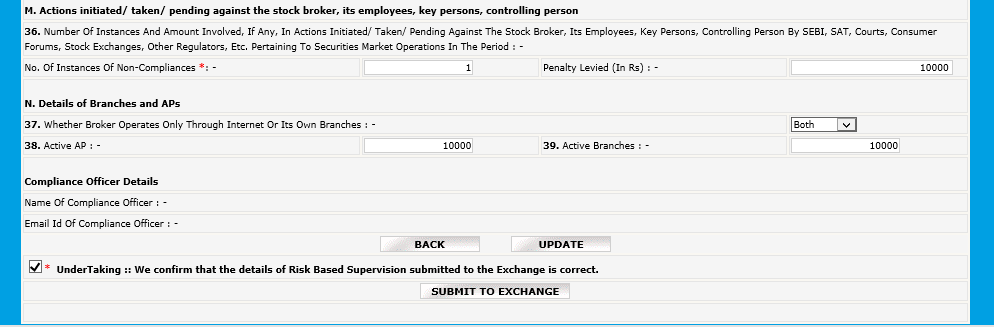 M. Actions initiated/ taken/ pending against the stock broker, its employees, key persons, controlling person
36. Number Of Instances And Amount Involved, If Any, In Actions Initiated/ Taken/ Pending Against The Stock Broker, Its Employees, Key Persons, Controlling Person By SEBI, SAT, Courts, Consumer
Forums, Stock Exchanges, Other Regulators, Etc. Pertaining To Securities Market Operations In The Period : -
No. Of Instances Of Non-Compliances *: - 1 Penalty Levied (In Rs) : - 10000
N. Details of Branches and APs
37. Whether Broker Operates Only Through Internet Or Its Own Branches : - Both
38. Active AP : - 10000 39. Active Branches : - 10000
Compliance Officer Details
Name Of Compliance Officer : -
Email Id Of Compliance Officer : -
BACK UPDATE
* UnderTaking :: We confirm that the details of Risk Based Supervision submitted to the Exchange is correct.
SUBMIT TO EXCHANGE